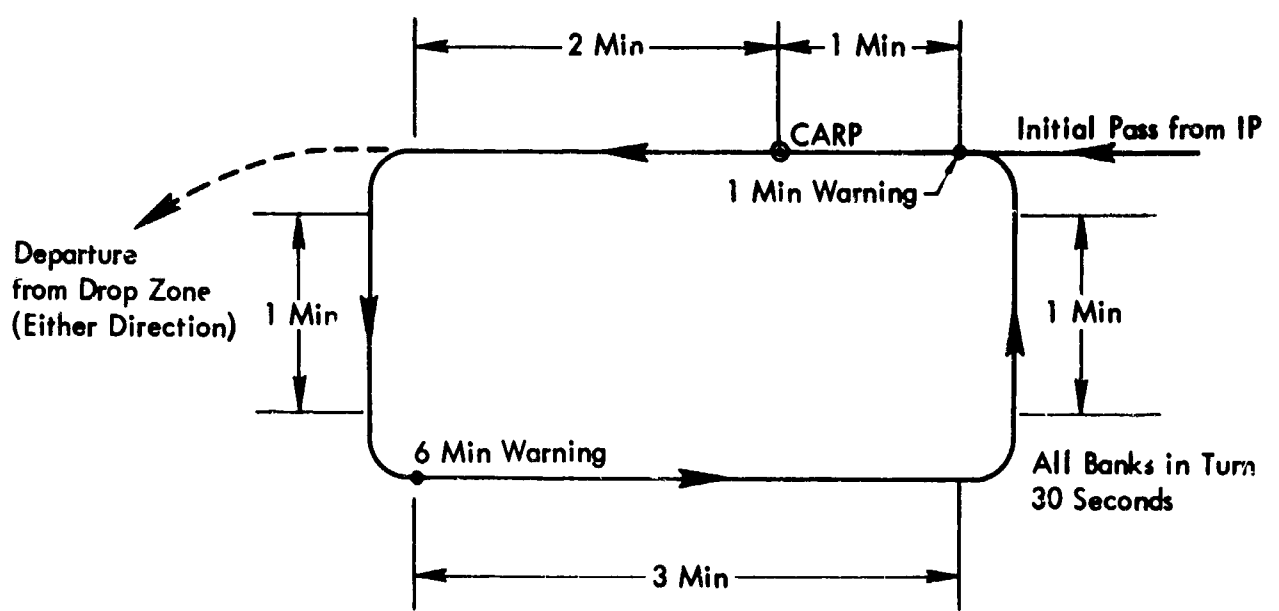 2 Min
1 Min
CARP
Initial Pass from IP
1 Min Warning
Departure
from Drop Zone
(Either Direction)
1 Min
1 Min
6 Min Warning
All Banks in Turn
30 Seconds
3 Min